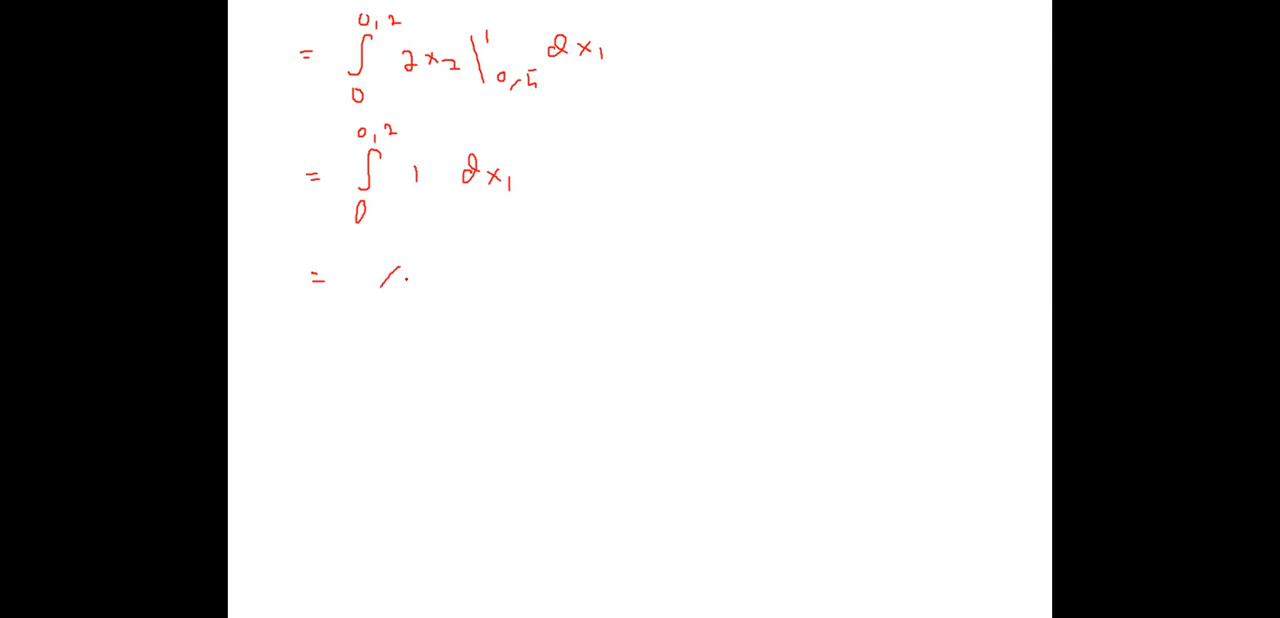 = ∫₀^{0,2} 2x₂ |_{0,5}^{1} dx₁
= ∫₀^{0,2} 1 dx₁
=